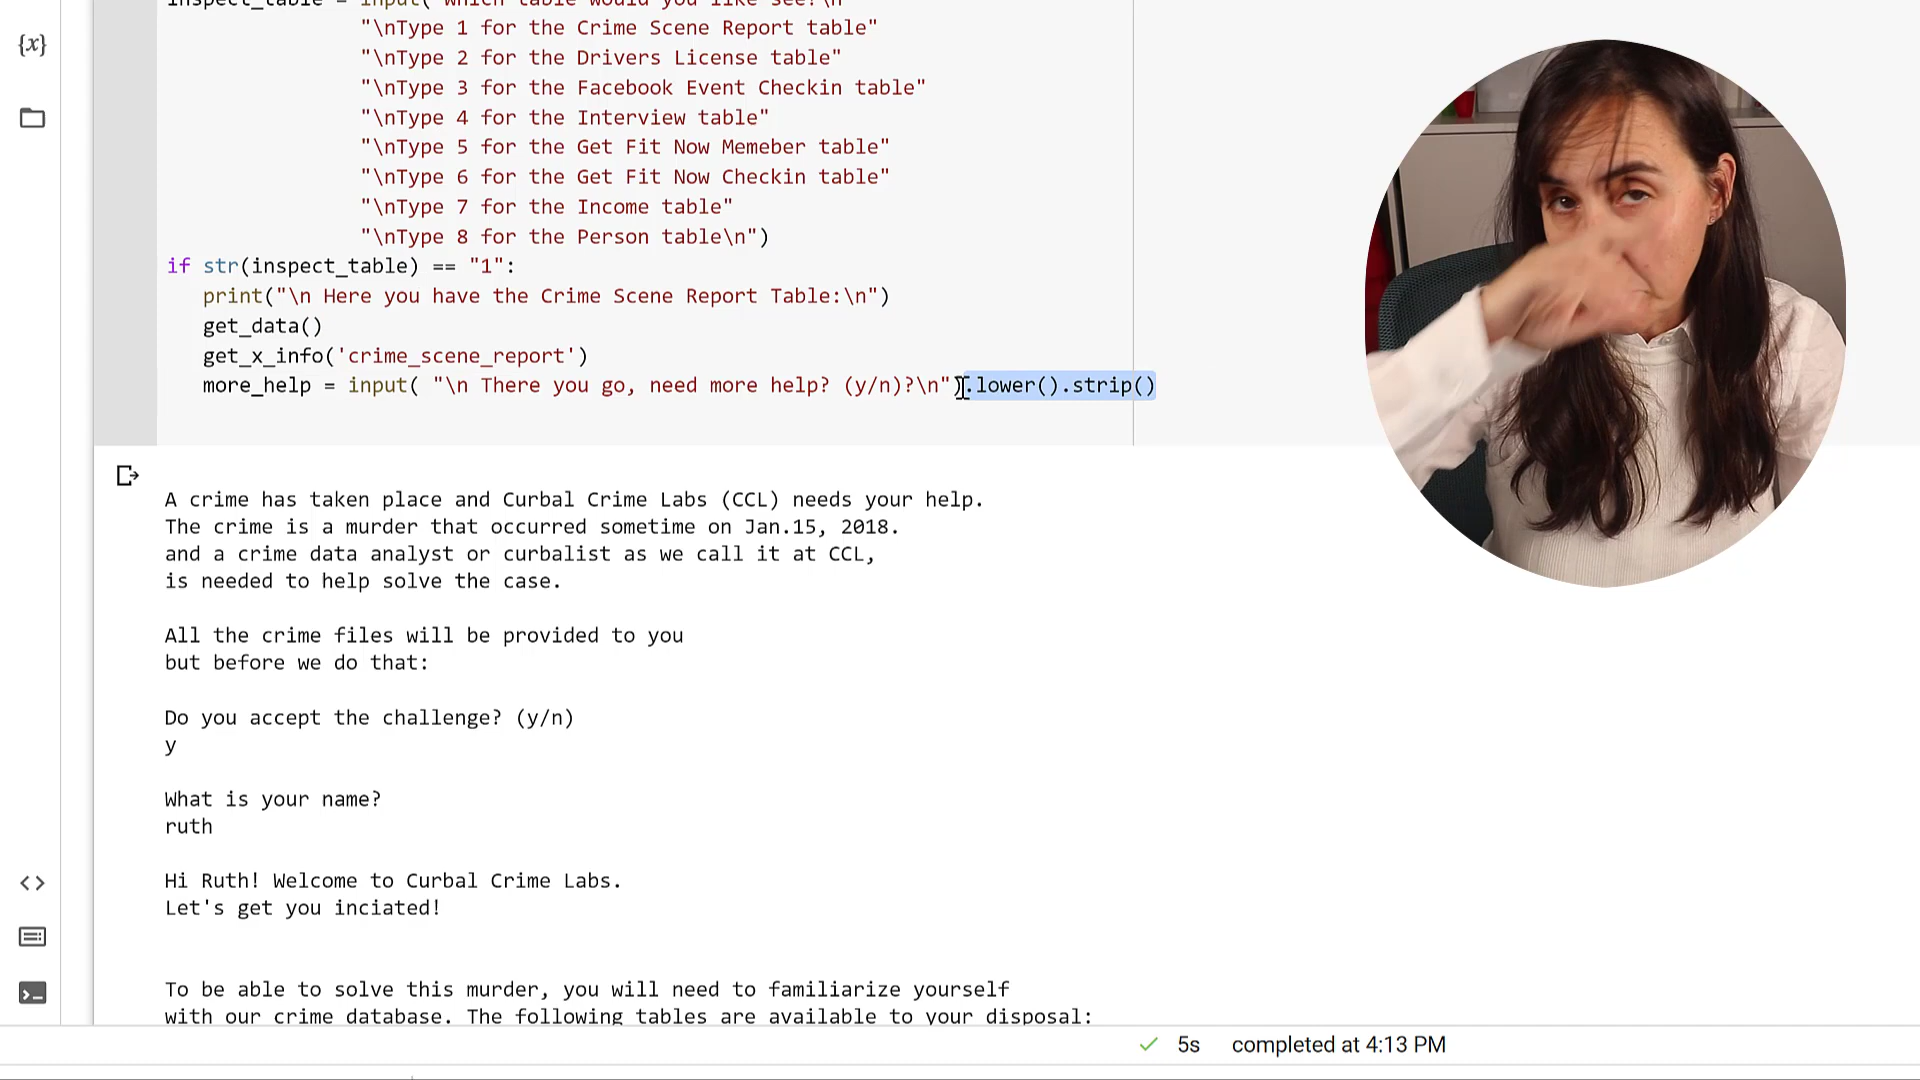 {x}
"\nType 1 for the Crime Scene Report table"
"\nType 2 for the Drivers License table"
"\nType 3 for the Facebook Event Checkin table"
"\nType 4 for the Interview table"
"\nType 5 for the Get Fit Now Memeber table"
"\nType 6 for the Get Fit Now Checkin table"
"\nType 7 for the Income table"
"\nType 8 for the Person table\n")
if str(inspect_table) == "1":
print("\n Here you have the Crime Scene Report Table:\n")
get_data()
get_x_info('crime_scene_report')
more_help = input( "\n There you go, need more help? (y/n)?\n").lower().strip()
A crime has taken place and Curbal Crime Labs (CCL) needs your help.
The crime is a murder that occurred sometime on Jan.15, 2018.
and a crime data analyst or curbalist as we call it at CCL,
is needed to help solve the case.
All the crime files will be provided to you
but before we do that:
Do you accept the challenge? (y/n)
y
What is your name?
ruth
Hi Ruth! Welcome to Curbal Crime Labs.
Let's get you inciated!
To be able to solve this murder, you will need to familiarize yourself
with our crime database. The following tables are available to your disposal:
5s completed at 4:13 PM